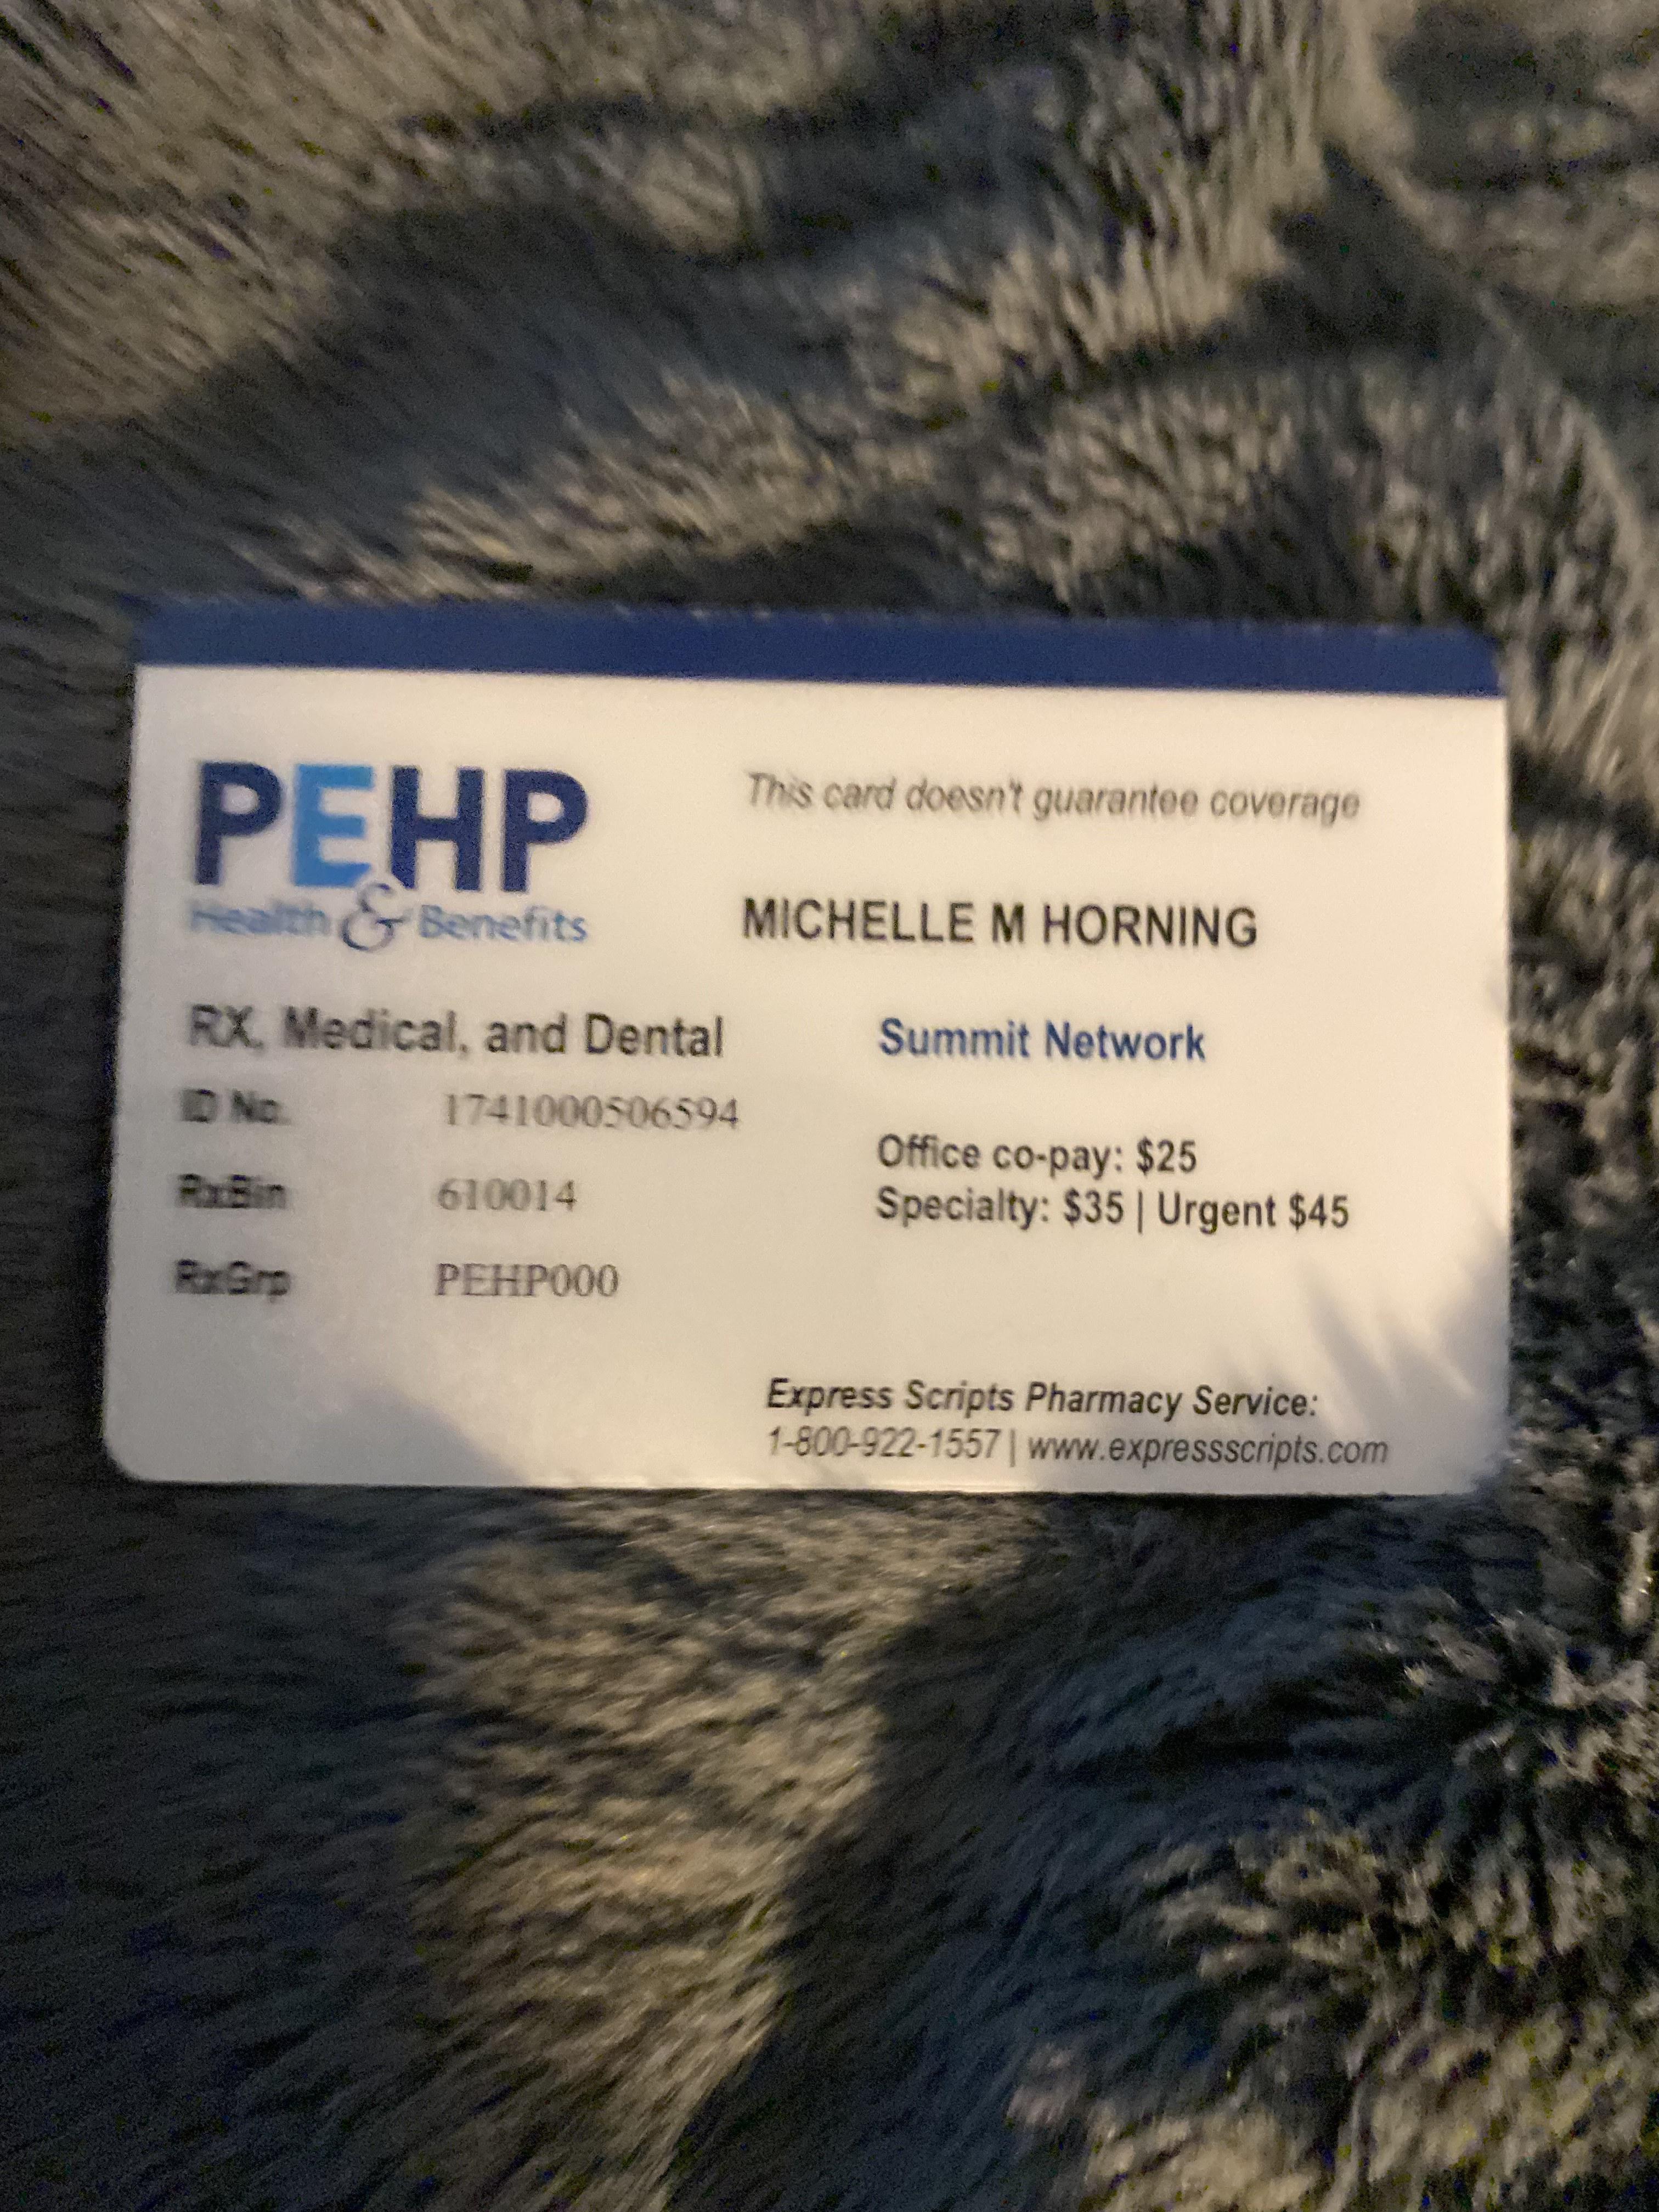 PEHP
Health & Benefits
This card doesn't guarantee coverage
MICHELLE M HORNING
RX, Medical, and Dental
Summit Network
ID No. 1741000506594
RxBin 610014
RxGrp PEHP000
Office co-pay: $25
Specialty: $35 | Urgent $45
Express Scripts Pharmacy Service:
1-800-922-1557 | www.expressscripts.com